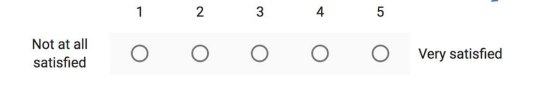 1 2 3 4 5
Not at all
satisfied
Very satisfied